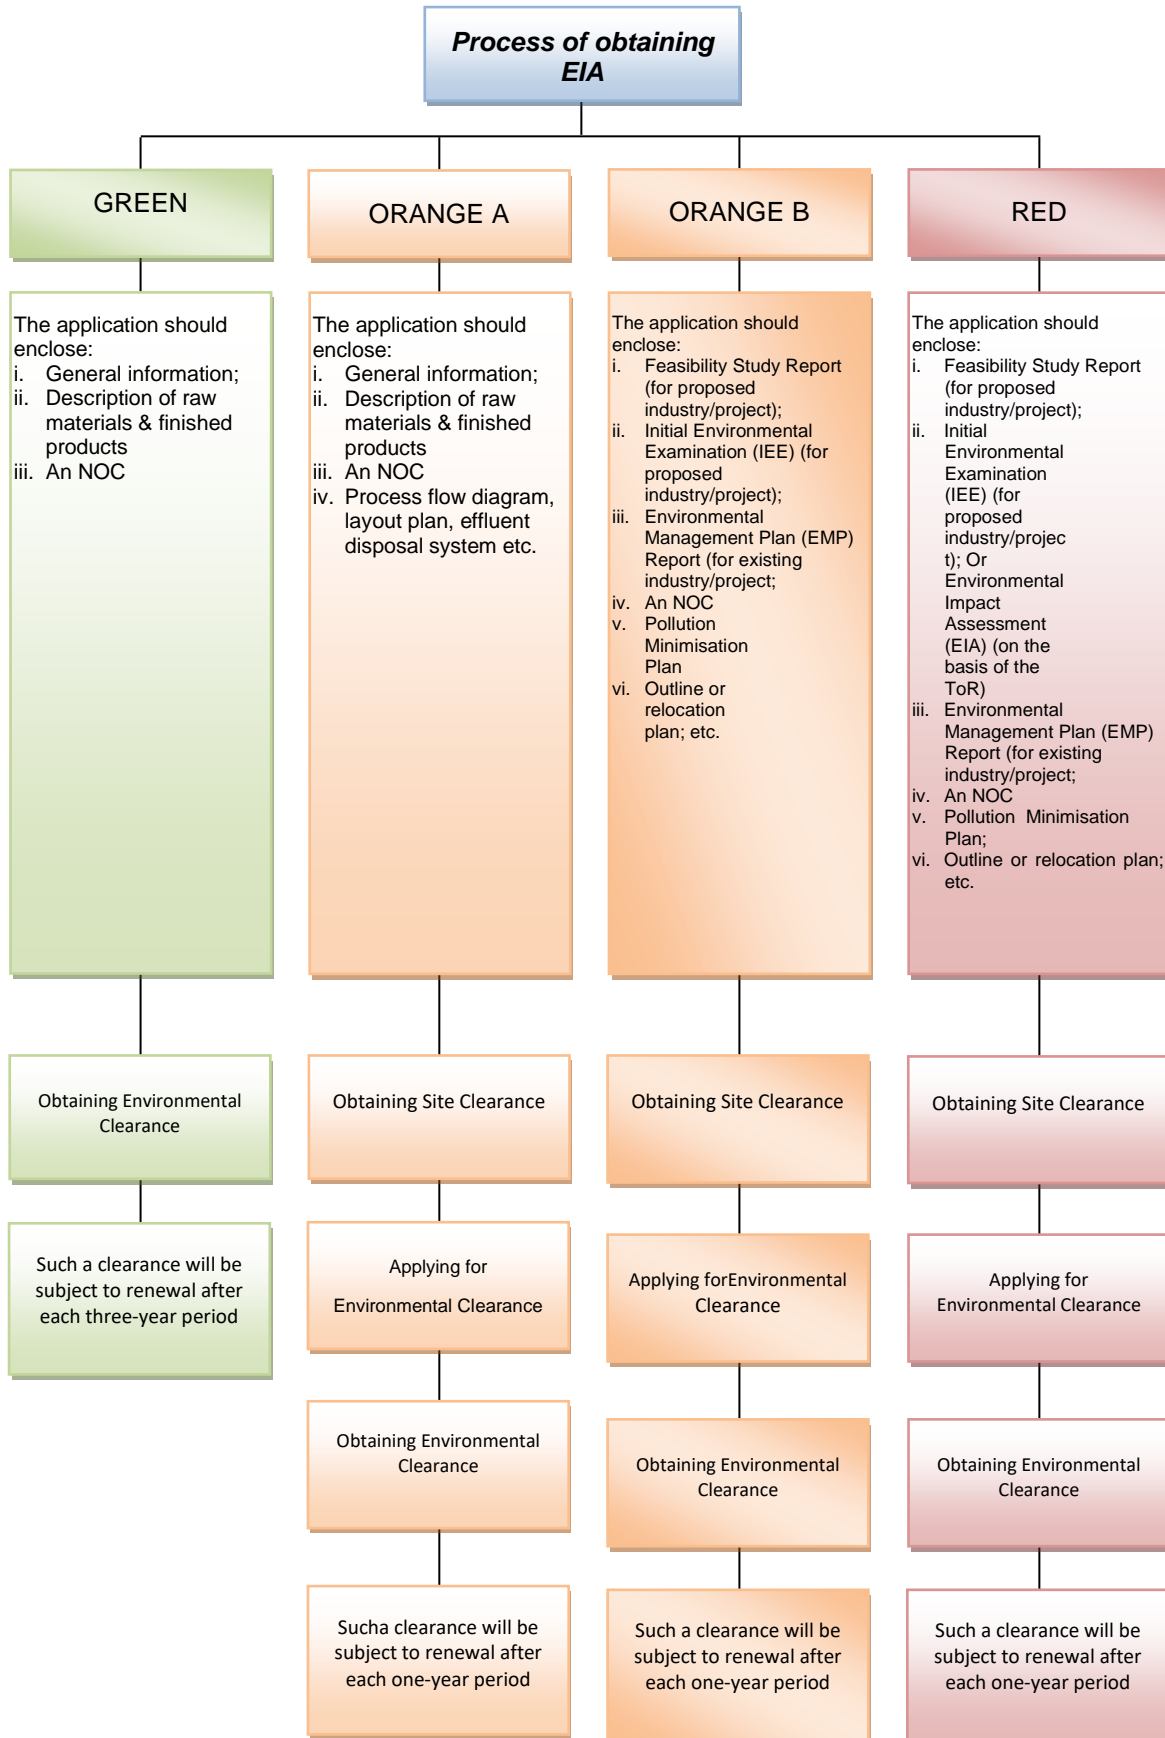 Process of obtaining
EIA
GREEN
ORANGE A
ORANGE B
RED
The application should
enclose:
i. General information;
ii. Description of raw
materials & finished
products
iii. An NOC
The application should
enclose:
i. General information;
ii. Description of raw
materials & finished
products
iii. An NOC
iv. Process flow diagram,
layout plan, effluent
disposal system etc.
The application should
enclose:
i. Feasibility Study Report
(for proposed
industry/project);
ii. Initial Environmental
Examination (IEE) (for
proposed
industry/project);
iii. Environmental
Management Plan (EMP)
Report (for existing
industry/project;
iv. An NOC
v. Pollution
Minimisation
Plan
vi. Outline or
relocation
plan; etc.
The application should
enclose:
i. Feasibility Study Report
(for proposed
industry/project);
ii. Initial
Environmental
Examination
(IEE) (for
proposed
industry/projec
t); Or
Environmental
Impact
Assessment
(EIA) (on the
basis of the
ToR)
iii. Environmental
Management Plan (EMP)
Report (for existing
industry/project;
iv. An NOC
v. Pollution Minimisation
Plan;
vi. Outline or relocation plan;
etc.
Obtaining Environmental
Clearance
Obtaining Site Clearance
Obtaining Site Clearance
Obtaining Site Clearance
Such a clearance will be
subject to renewal after
each three-year period
Applying for
Environmental Clearance
Applying forEnvironmental
Clearance
Applying for
Environmental Clearance
Obtaining Environmental
Clearance
Obtaining Environmental
Clearance
Obtaining Environmental
Clearance
Sucha clearance will be
subject to renewal after
each one-year period
Such a clearance will be
subject to renewal after
each one-year period
Such a clearance will be
subject to renewal after
each one-year period